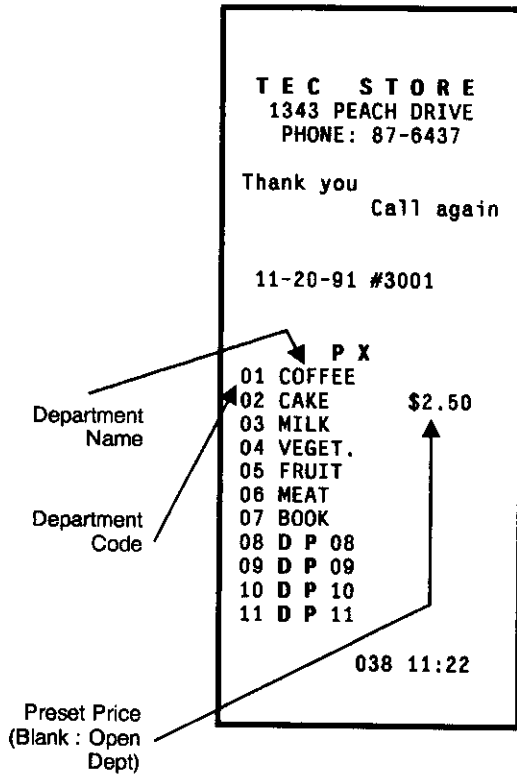 TEC STORE
1343 PEACH DRIVE
PHONE: 87-6437
Thank you
Call again
11-20-91 #3001
P X
01 COFFEE
02 CAKE $2.50
03 MILK
04 VEGET.
05 FRUIT
06 MEAT
07 BOOK
08 D P 08
09 D P 09
10 D P 10
11 D P 11
038 11:22
Department
Name
Department
Code
Preset Price
(Blank : Open
Dept)